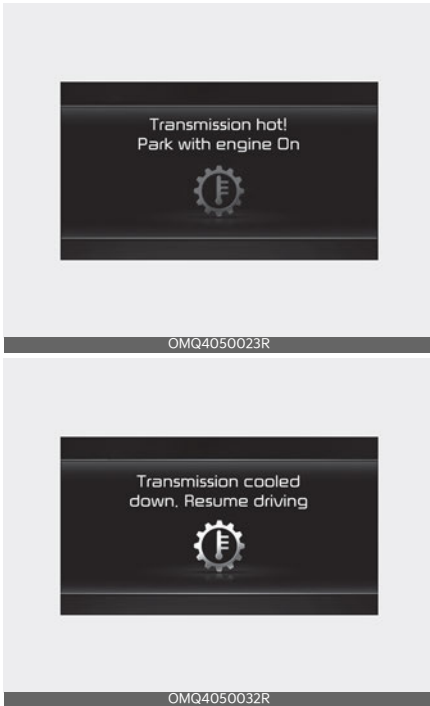 Transmission hot!
Park with engine On
OMQ4050023R
Transmission cooled
down, Resume driving
OMQ4050032R